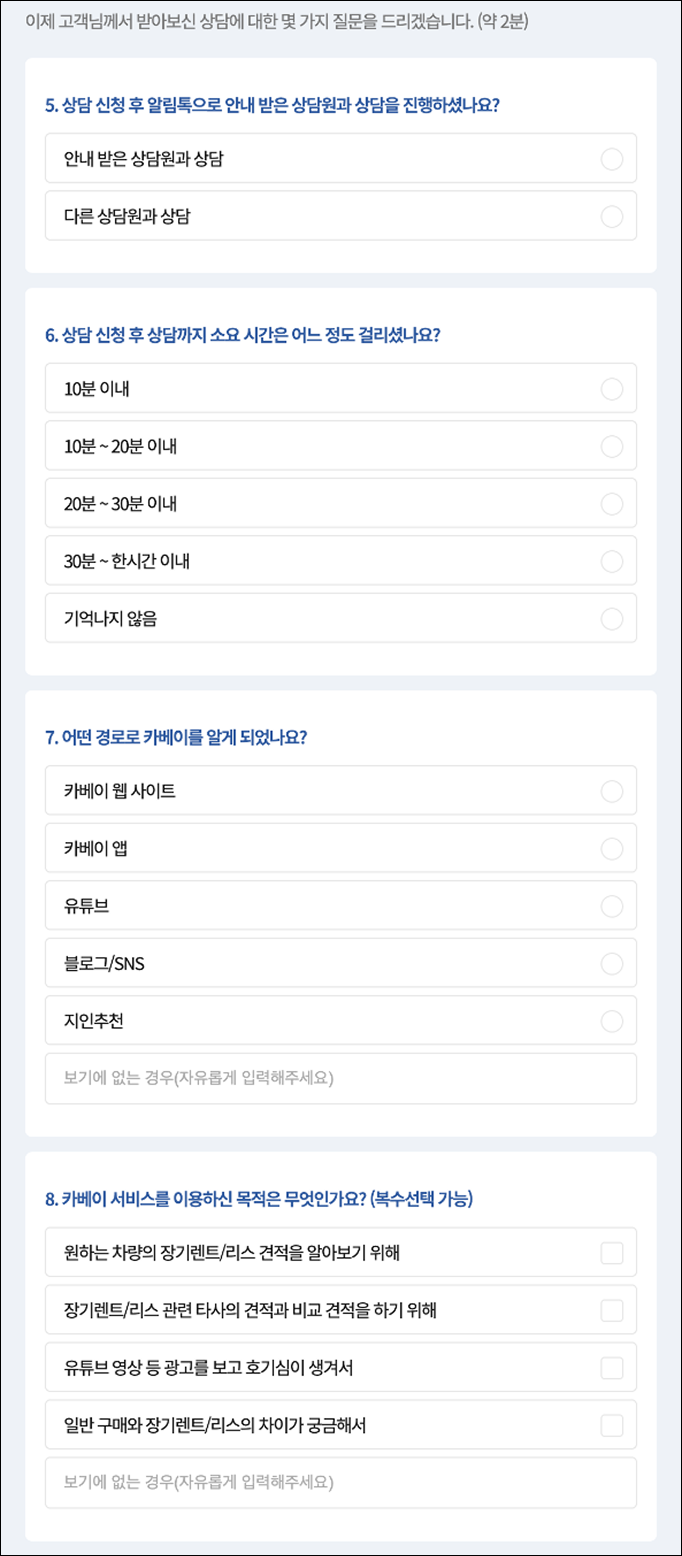 이제 고객님께서 받아보신 상담에 대한 몇 가지 질문을 드리겠습니다. (약 2분)
5. 상담 신청 후 알림톡으로 안내 받은 상담원과 상담을 진행하셨나요?
안내 받은 상담원과 상담
다른 상담원과 상담
6. 상담 신청 후 상담까지 소요 시간은 어느 정도 걸리셨나요?
10분 이내
10분 ~ 20분 이내
20분 ~ 30분 이내
30분 ~ 한시간 이내
기억나지 않음
7. 어떤 경로로 카베이를 알게 되었나요?
카베이 웹 사이트
카베이 앱
유튜브
블로그/SNS
지인추천
보기에 없는 경우(자유롭게 입력해주세요)
8. 카베이 서비스를 이용하신 목적은 무엇인가요? (복수선택 가능)
원하는 차량의 장기렌트/리스 견적을 알아보기 위해
장기렌트/리스 관련 타사의 견적과 비교 견적을 하기 위해
유튜브 영상 등 광고를 보고 호기심이 생겨서
일반 구매와 장기렌트/리스의 차이가 궁금해서
보기에 없는 경우(자유롭게 입력해주세요)